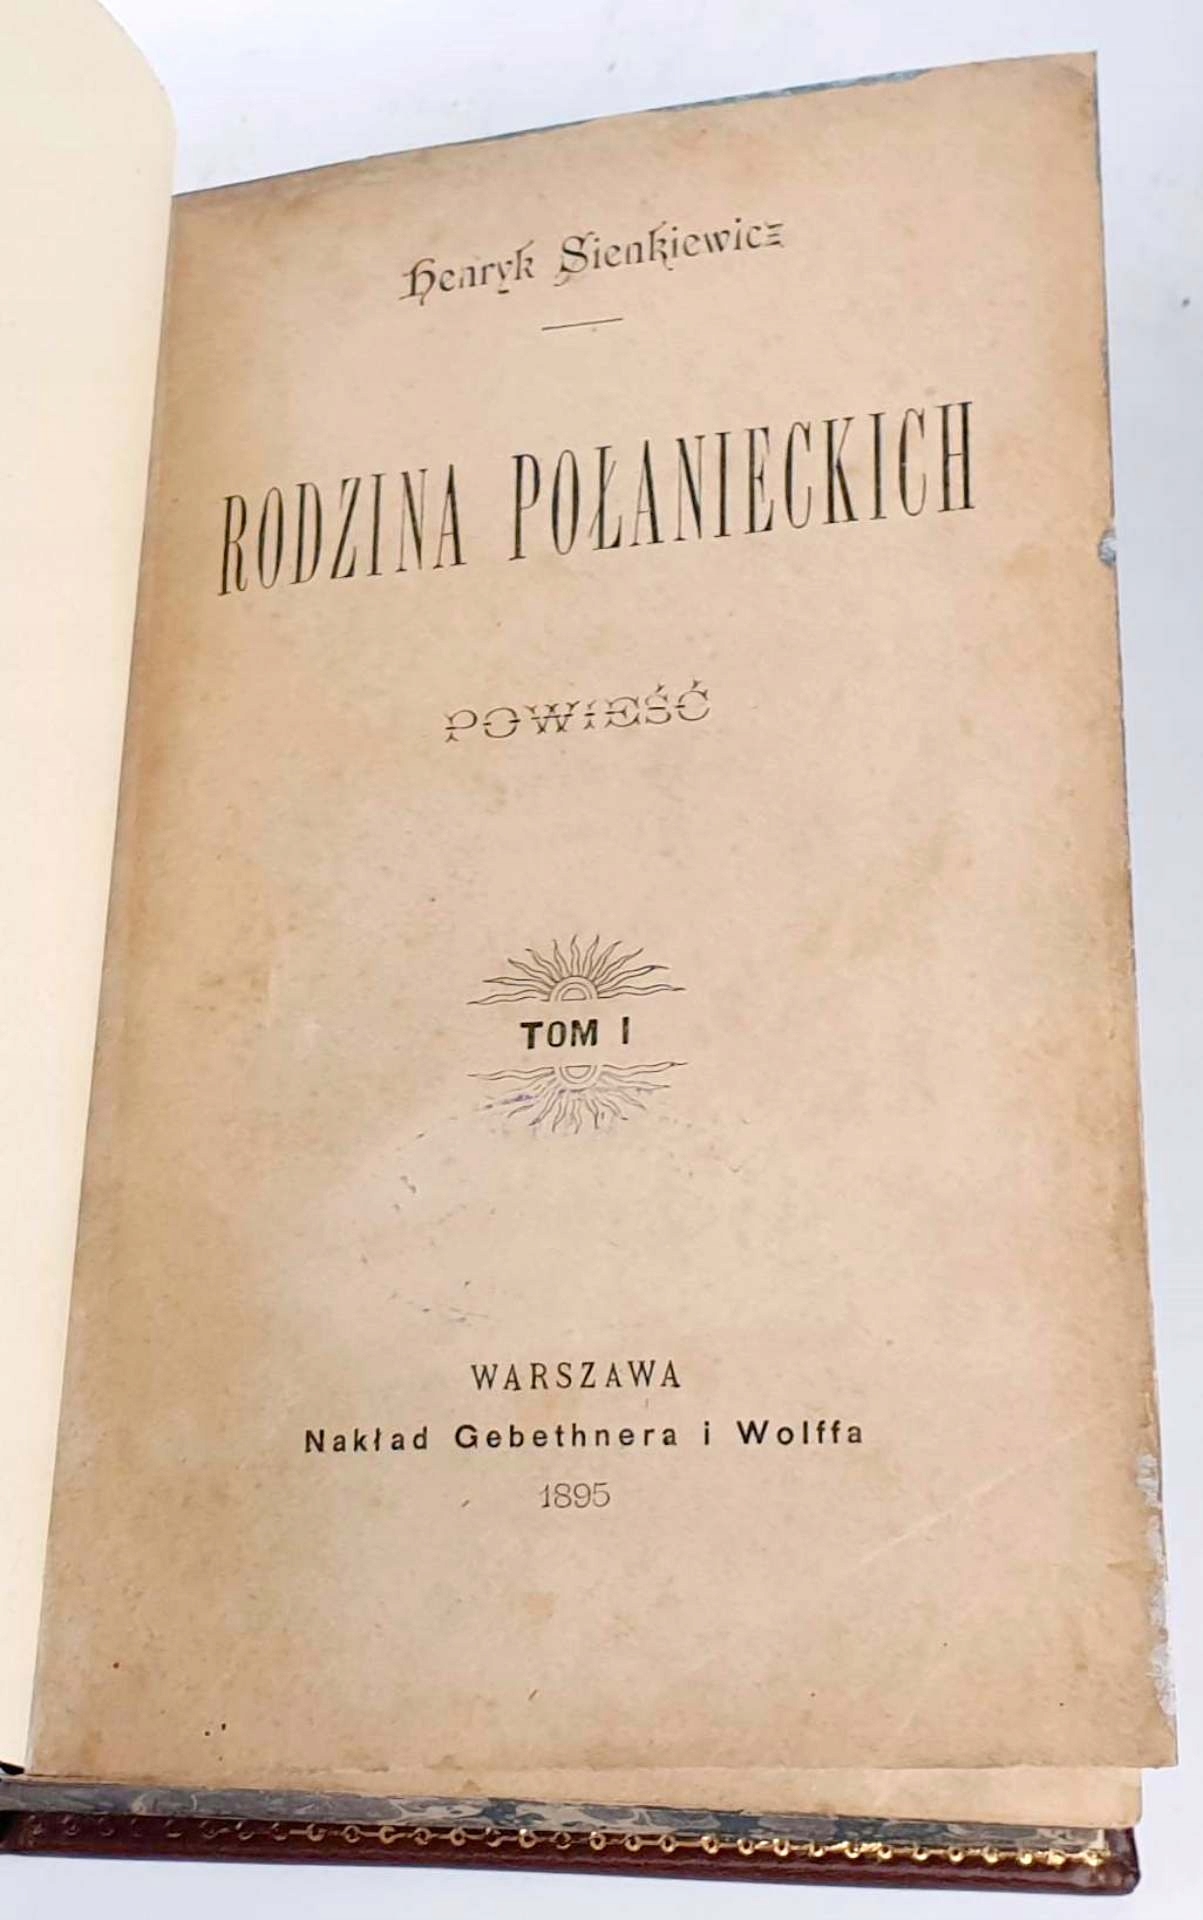 Henryk Sienkiewicz
RODZINA POŁANIECKICH
POWIEŚĆ
TOM I
WARSZAWA
Nakład Gebethnera i Wolffa
1895